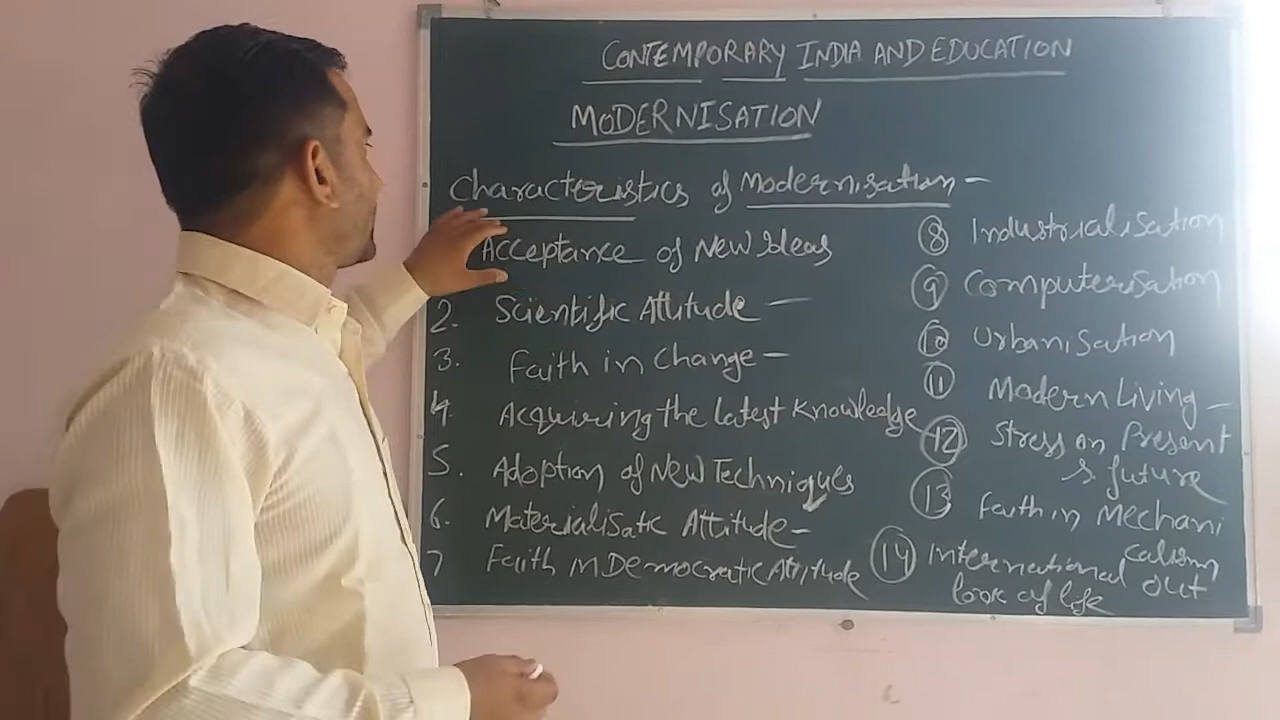 CONTEMPORARY INDIA AND EDUCATION
MODERNISATION
Characteristics of Modernisation –
Acceptance of New Ideas
2. Scientific Attitude –
3. Faith in Change –
4. Acquiring the latest Knowledge
5. Adoption of New Techniques
6. Materialisatic Attitude –
7 Faith in Democratic Attitude
8 Industrialisation
9 Computerisation
10 Urbanisation
11 Modern Living –
12 Stress on Present
& future
13 Faith in Mechani
calism
14 International out
look of life